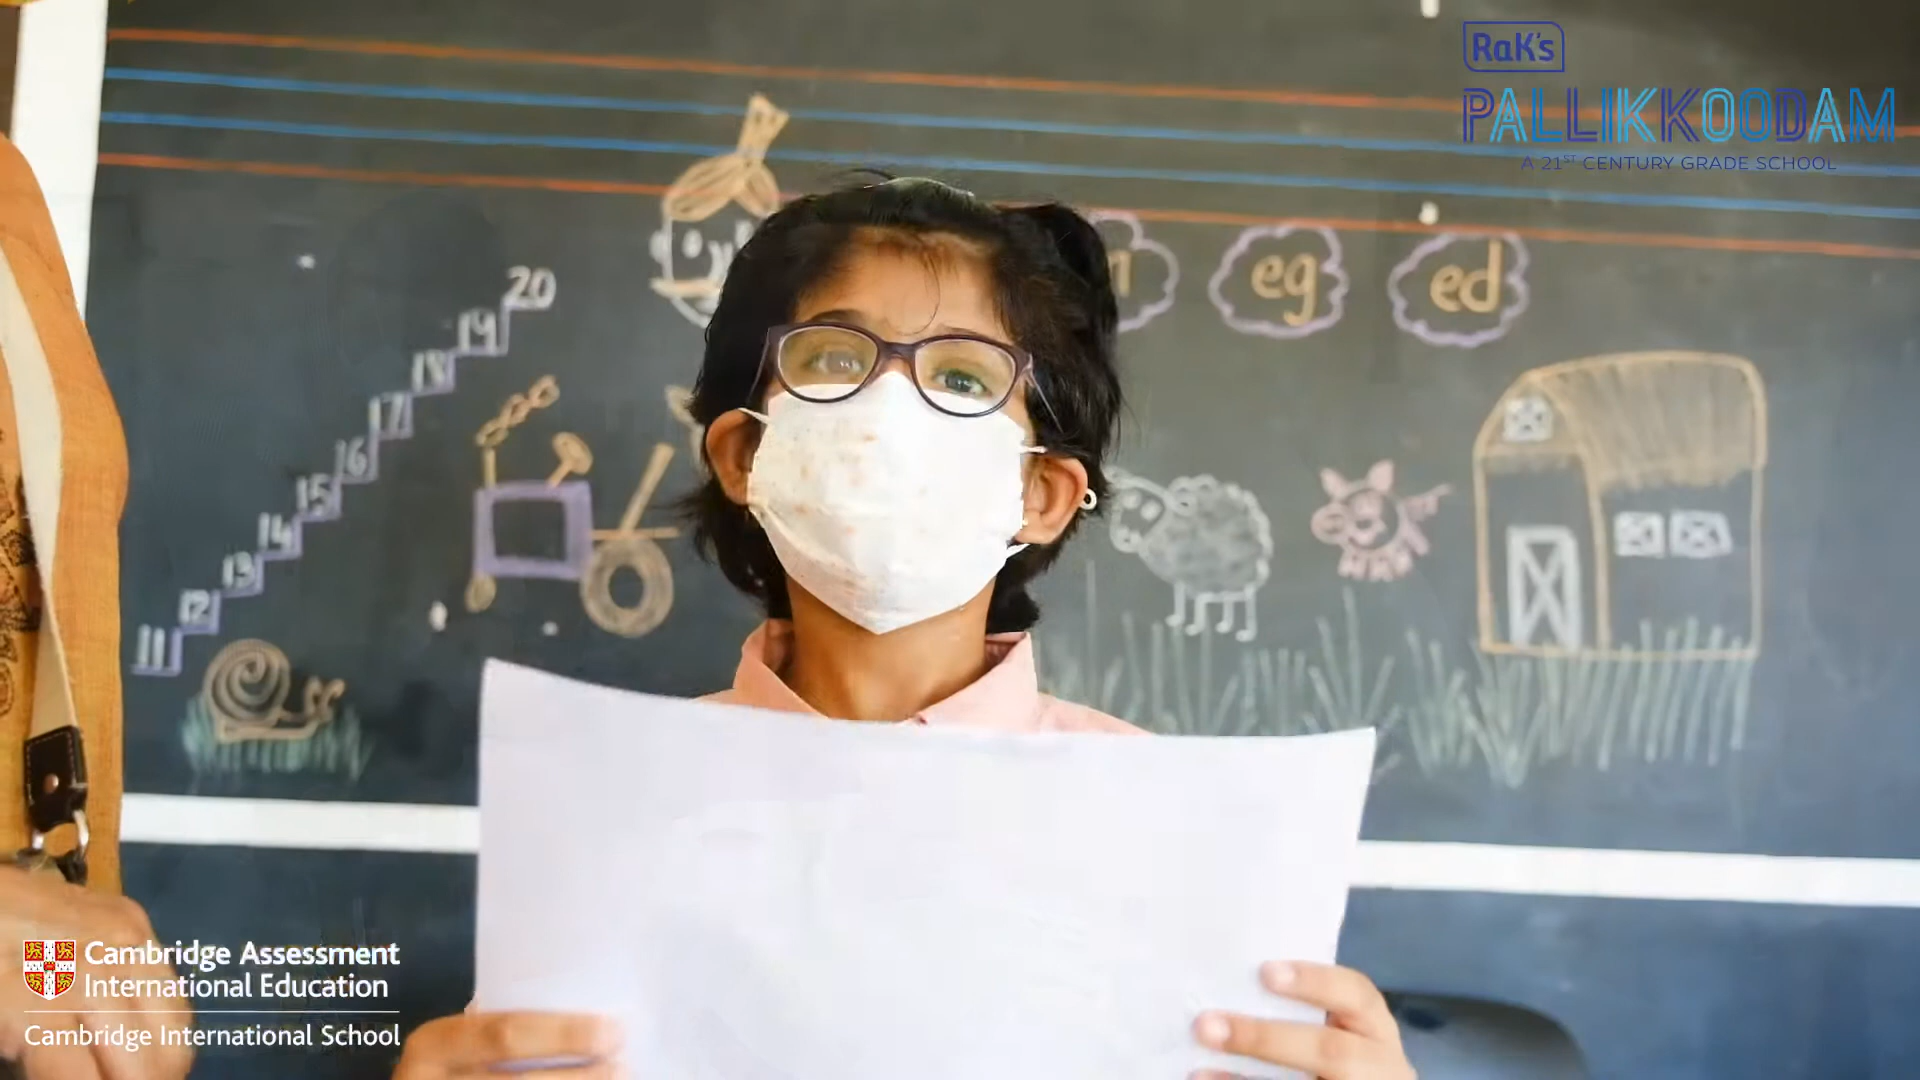 RaK's
PALLIKKOODAM
A 21ST CENTURY GRADE SCHOOL
20
19
18
17
16
15
14
13
12
11
eg
ed
Cambridge Assessment
International Education
Cambridge International School